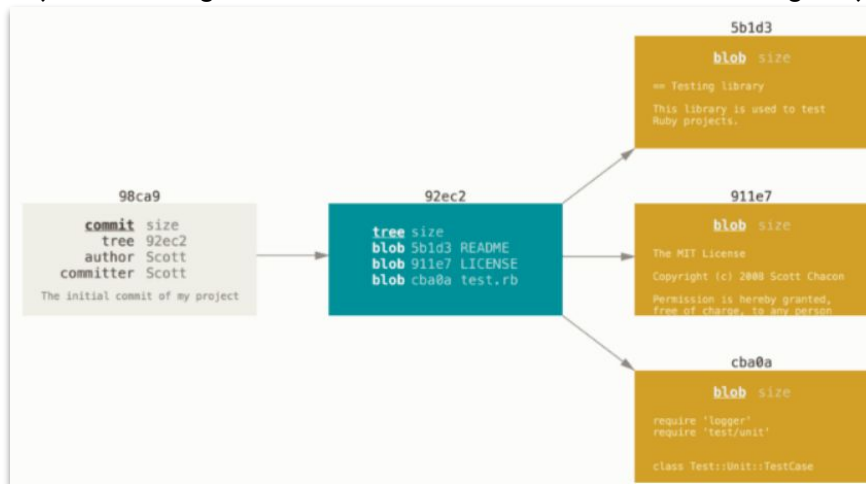 98ca9
commit size
tree 92ec2
author Scott
committer Scott
The initial commit of my project
92ec2
tree size
blob 5b1d3 README
blob 911e7 LICENSE
blob cba0a test.rb
5b1d3
blob size
== Testing library
This library is used to test
Ruby projects.
911e7
blob size
The MIT License
Copyright (c) 2008 Scott Chacon
Permission is hereby granted,
free of charge, to any person
cba0a
blob size
require 'logger'
require 'test/unit'
class Test::Unit::TestCase